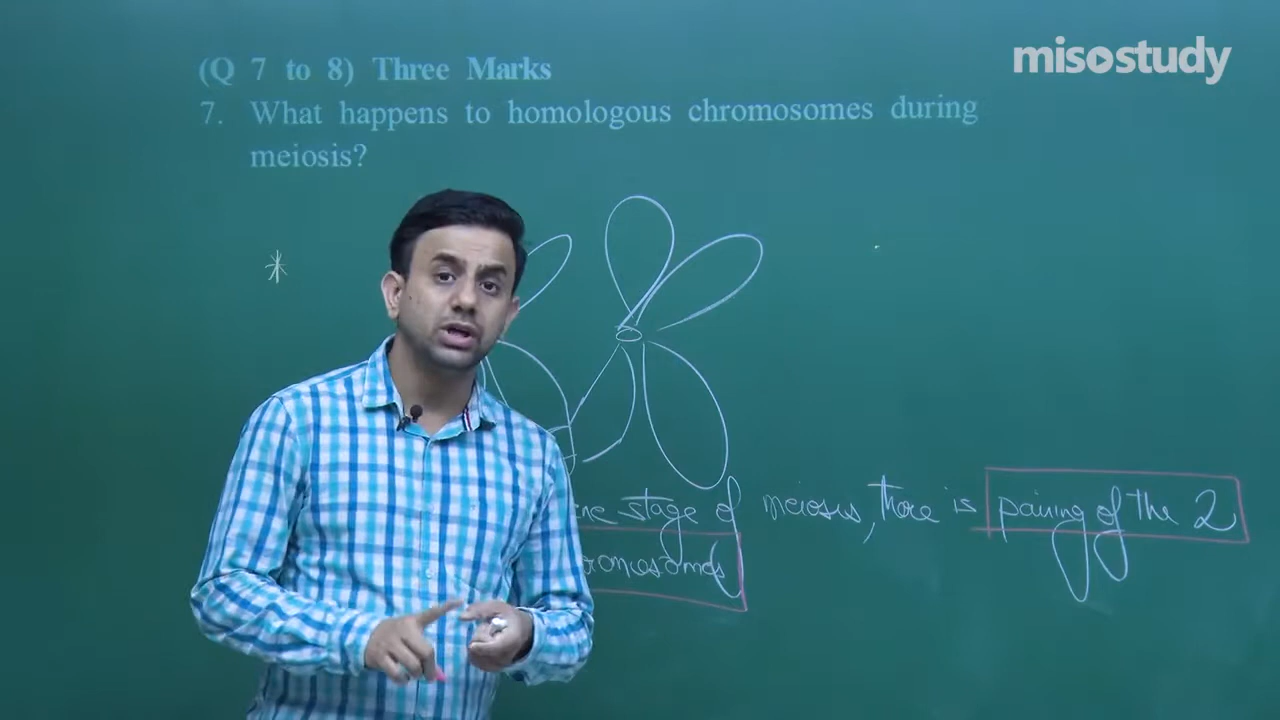 misostudy
(Q 7 to 8) Three Marks
7. What happens to homologous chromosomes during
meiosis?
stage of meiosis, there is pairing of the 2